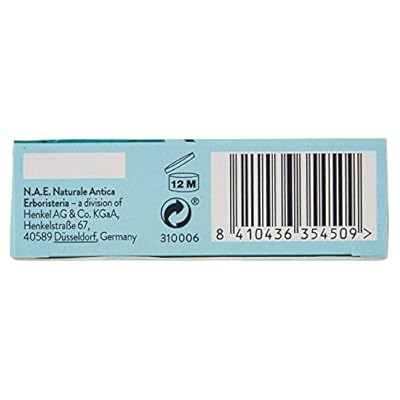 N.A.E. Naturale Antica
Erboristeria – a division of
Henkel AG & Co. KGaA,
Henkelstraße 67,
40589 Düsseldorf, Germany
12 M
®
310006
8 410436 354509 >